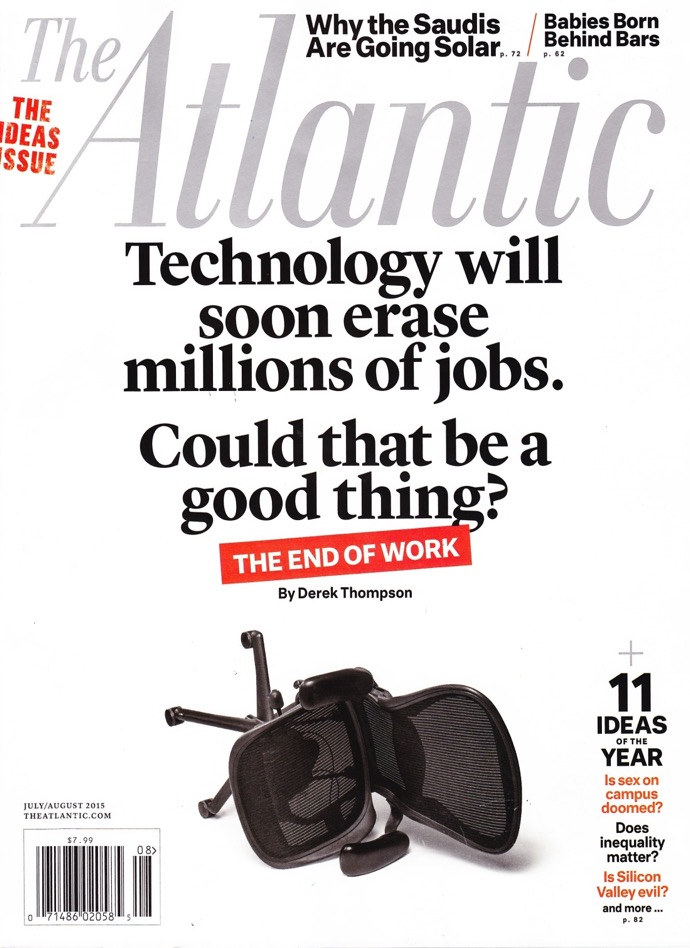 The Atlantic
Why the Saudis
Are Going Solar p. 72
Babies Born
Behind Bars
p. 62
THE
IDEAS
ISSUE
Technology will
soon erase
millions of jobs.
Could that be a
good thing?
THE END OF WORK
By Derek Thompson
+
11
IDEAS
OF THE
YEAR
Is sex on
campus
doomed?
Does
inequality
matter?
Is Silicon
Valley evil?
and more ...
p. 82
JULY/AUGUST 2015
THEATLANTIC.COM
$7.99
08>
0 71486 02058 5